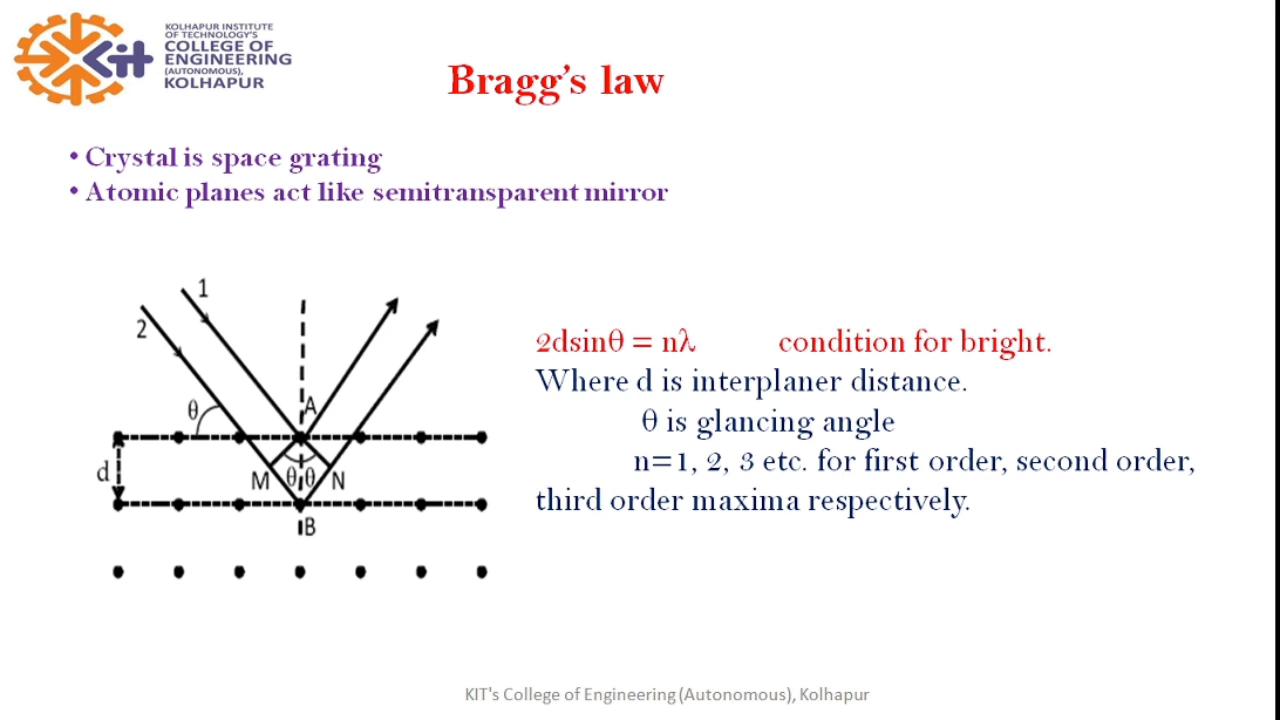 KOLHAPUR INSTITUTE
OF TECHNOLOGY'S
COLLEGE OF
ENGINEERING
(AUTONOMOUS),
KOLHAPUR
Kit
Bragg's law
• Crystal is space grating
• Atomic planes act like semitransparent mirror
1
2
θ
A
d
M
θ
θ
N
B
2dsinθ = nλ condition for bright.
Where d is interplaner distance.
θ is glancing angle
n=1, 2, 3 etc. for first order, second order,
third order maxima respectively.
KIT's College of Engineering (Autonomous), Kolhapur